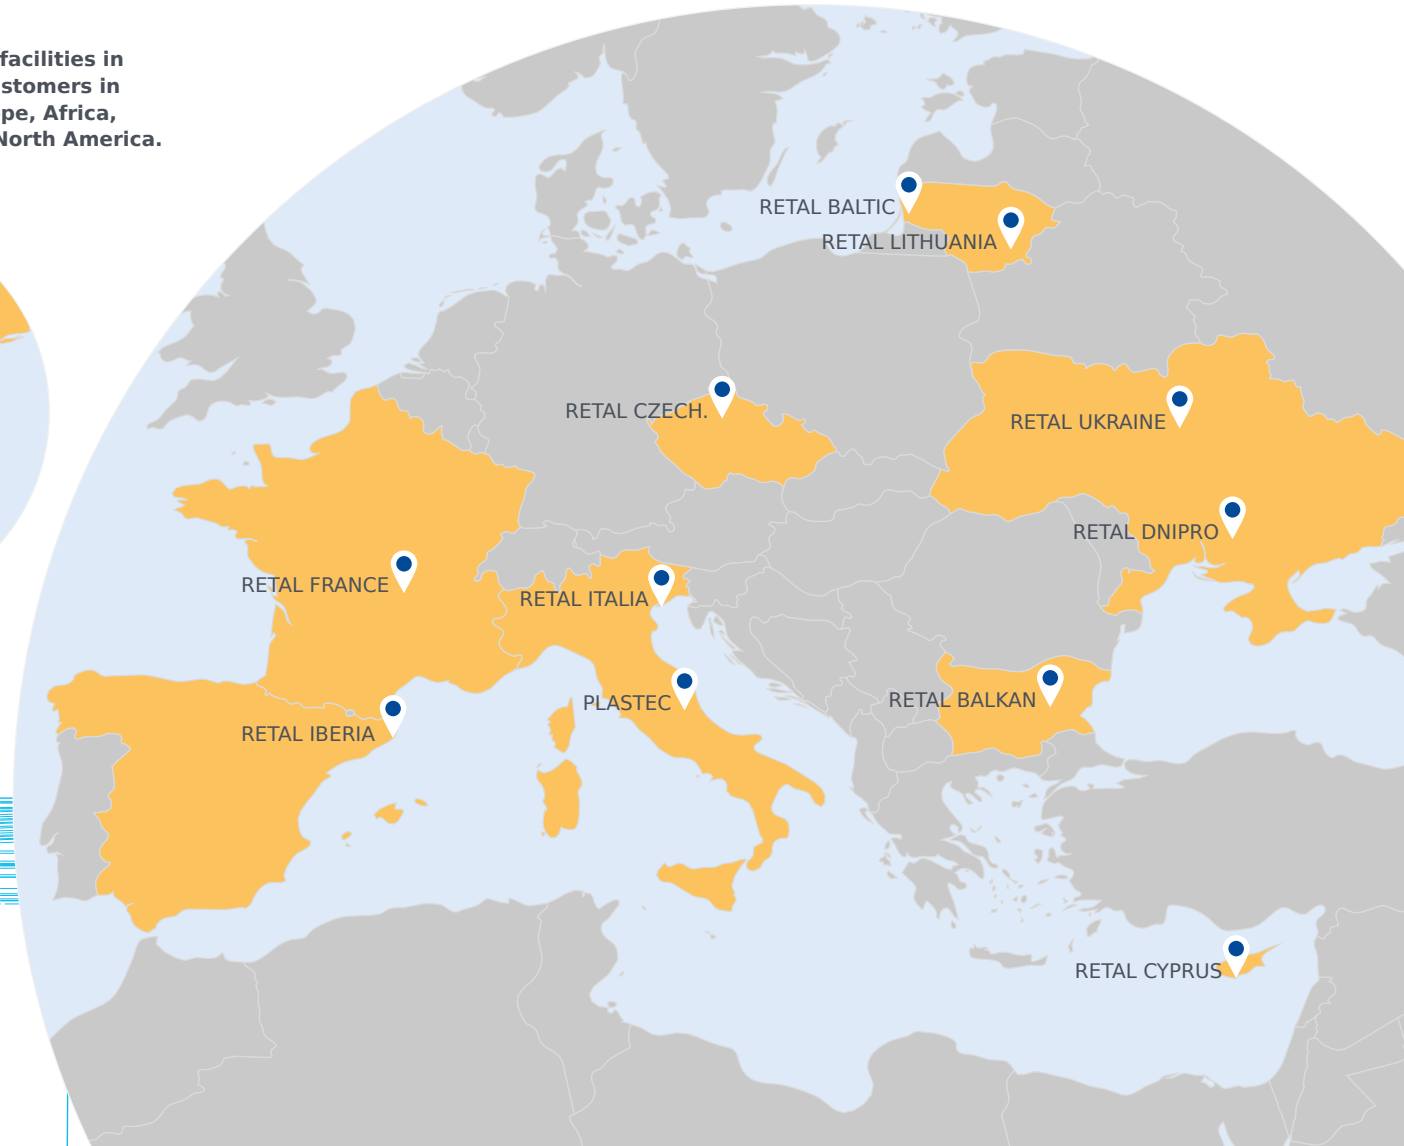 facilities in
stomers in
pe, Africa,
North America.
RETAL BALTIC
RETAL LITHUANIA
RETAL CZECH.
RETAL UKRAINE
RETAL DNIPRO
RETAL FRANCE
RETAL ITALIA
PLASTEC
RETAL BALKAN
RETAL IBERIA
RETAL CYPRUS